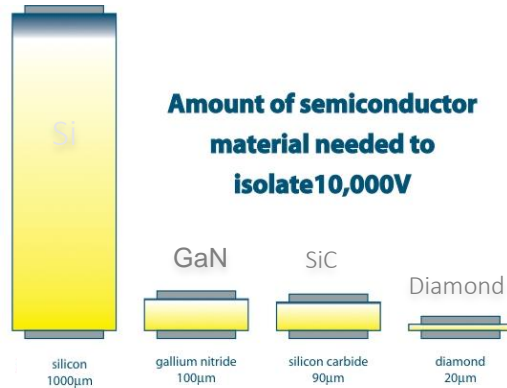 Si
Amount of semiconductor
material needed to
isolate10,000V
GaN
SiC
Diamond
silicon
1000µm
gallium nitride
100µm
silicon carbide
90µm
diamond
20µm